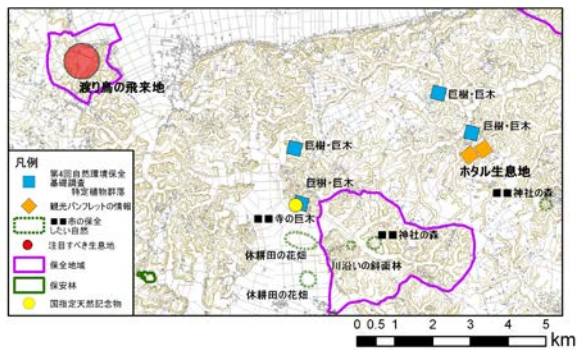 渡り鳥の飛来地
巨樹・巨木
巨樹・巨木
巨樹・巨木
ホタル生息地
■■神社の森
巨樹・巨木
■■寺の巨木
■■神社の森
休耕田の花畑
川沿いの斜面林
休耕田の花畑
凡例
第4回自然環境保全
基礎調査
特定植物群落
観光パンフレットの情報
■■市の保全
したい自然
注目すべき生息地
保全地域
保安林
国指定天然記念物
0 0.5 1 2 3 4 5
km